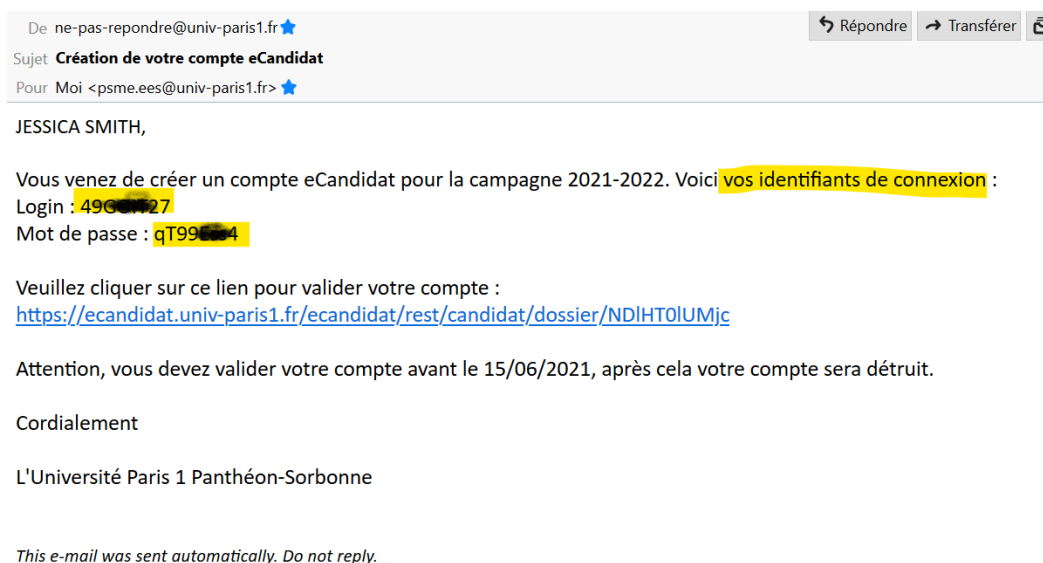 De ne-pas-repondre@univ-paris1.fr
Répondre
Transférer
Sujet Création de votre compte eCandidat
Pour Moi <psme.ees@univ-paris1.fr>
JESSICA SMITH,
Vous venez de créer un compte eCandidat pour la campagne 2021-2022. Voici vos identifiants de connexion :
Login :
Mot de passe :
Veuillez cliquer sur ce lien pour valider votre compte :
https://ecandidat.univ-paris1.fr/ecandidat/rest/candidat/dossier/NDlHT0lUMjc
Attention, vous devez valider votre compte avant le 15/06/2021, après cela votre compte sera détruit.
Cordialement
L'Université Paris 1 Panthéon-Sorbonne
This e-mail was sent automatically. Do not reply.